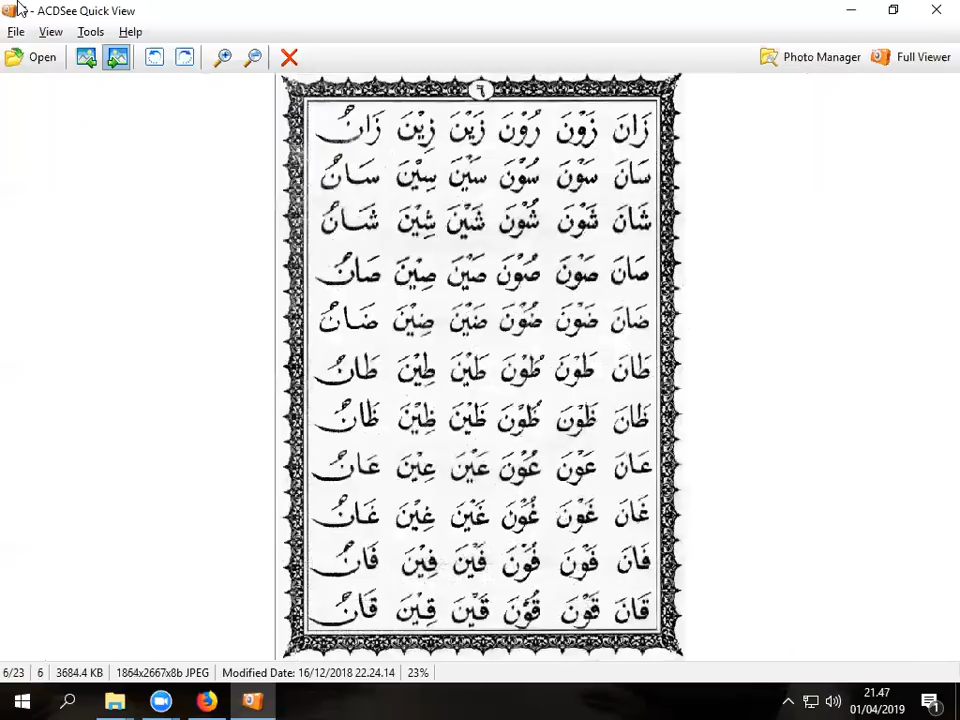 6 - ACDSee Quick View
File View Tools Help
Open Photo Manager Full Viewer
٦
زَانَ زَوْنَ زُوْنَ زَيْنَ زِيْنَ زَانٌ
سَانَ سَوْنَ سُوْنَ سَيْنَ سِيْنَ سَانٌ
شَانَ شَوْنَ شُوْنَ شَيْنَ شِيْنَ شَانٌ
صَانَ صَوْنَ صُوْنَ صَيْنَ صِيْنَ صَانٌ
ضَانَ ضَوْنَ ضُوْنَ ضَيْنَ ضِيْنَ ضَانٌ
طَانَ طَوْنَ طُوْنَ طَيْنَ طِيْنَ طَانٌ
ظَانَ ظَوْنَ ظُوْنَ ظَيْنَ ظِيْنَ ظَانٌ
عَانَ عَوْنَ عُوْنَ عَيْنَ عِيْنَ عَانٌ
غَانَ غَوْنَ غُوْنَ غَيْنَ غِيْنَ غَانٌ
فَانَ فَوْنَ فُوْنَ فَيْنَ فِيْنَ فَانٌ
قَانَ قَوْنَ قُوْنَ قَيْنَ قِيْنَ قَانٌ
6/23 6 3684.4 KB 1864x2667x8b JPEG Modified Date: 16/12/2018 22.24.14 23%
21.47
01/04/2019
1